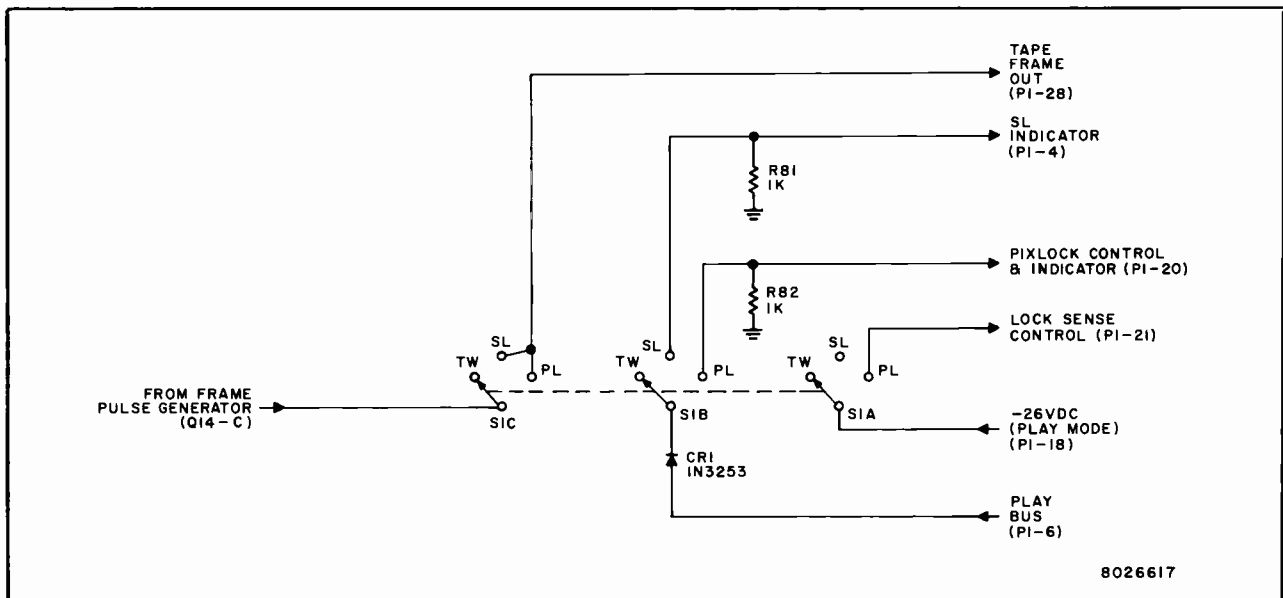 TAPE
FRAME
OUT
(P1-28)
SL
INDICATOR
(P1-4)
R81
1K
PIXLOCK CONTROL
& INDICATOR (P1-20)
R82
1K
LOCK SENSE
CONTROL (P1-21)
SL
TW
PL
SL
TW
PL
SL
TW
PL
FROM FRAME
PULSE GENERATOR
(Q14-C)
S1C
S1B
S1A
-26VDC
(PLAY MODE)
(P1-18)
CR1
1N3253
PLAY
BUS
(P1-6)
8026617